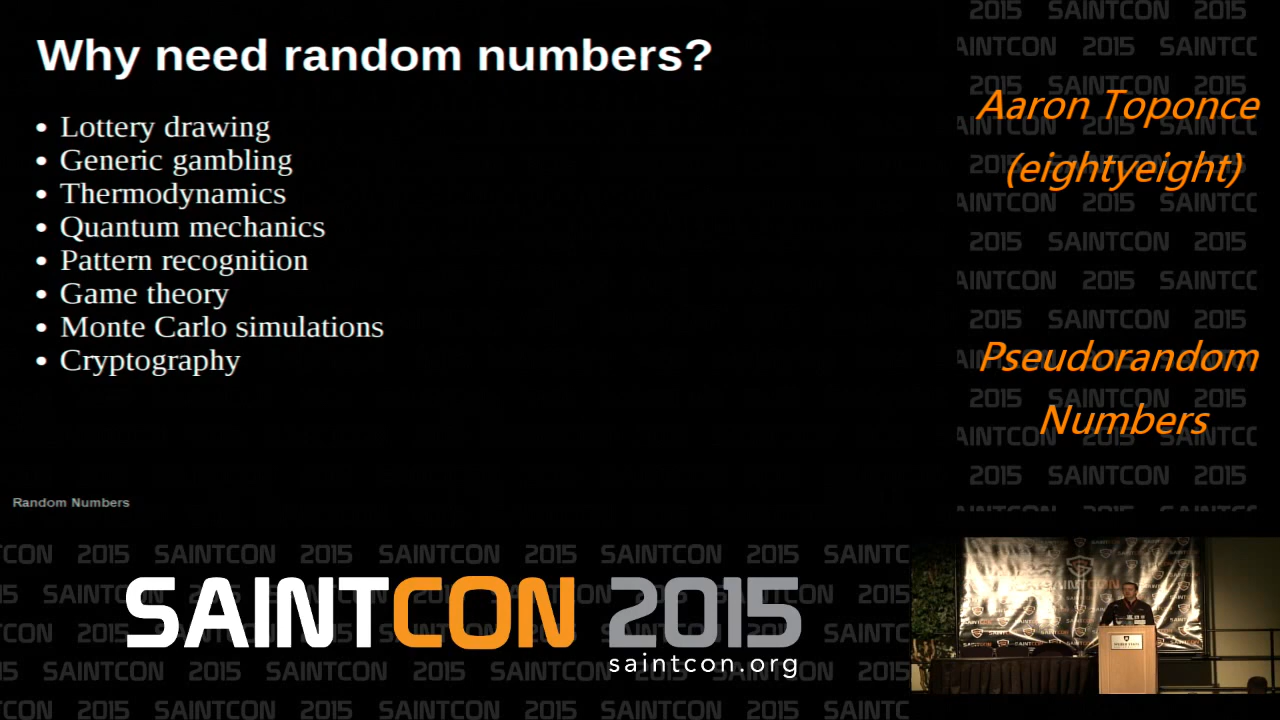 Why need random numbers?
Lottery drawing
Generic gambling
Thermodynamics
Quantum mechanics
Pattern recognition
Game theory
Monte Carlo simulations
Cryptography
Random Numbers
Aaron Toponce
(eightyeight)
Pseudorandom
Numbers
SAINTCON 2015
saintcon.org